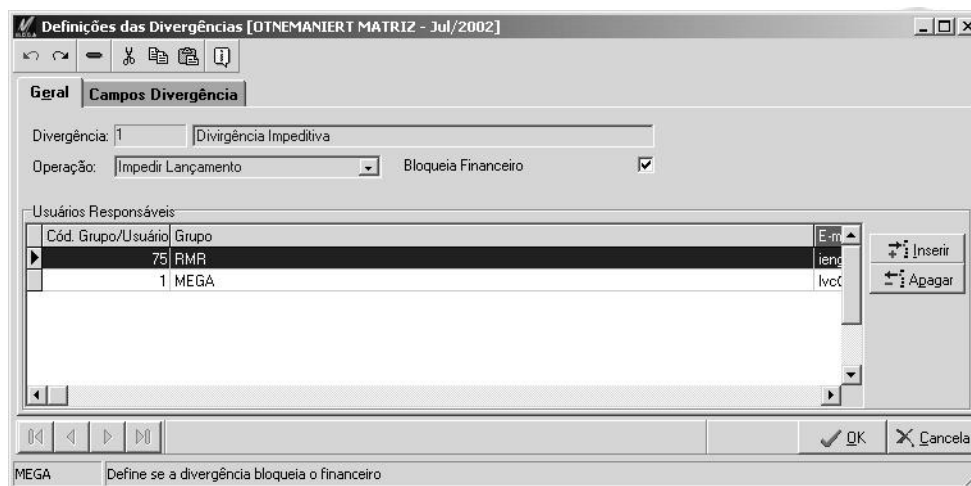 Definições das Divergências [OTNEMANIERT MATRIZ - Jul/2002]
Geral Campos Divergência
Divergência: 1 Divirgência Impeditiva
Operação: Impedir Lançamento Bloqueia Financeiro
Usuários Responsáveis
Cód. Grupo/Usuário Grupo E-m
75 RMR ieng
Inserir
1 MEGA
Apagar
OK Cancela
MEGA Define se a divergência bloqueia o financeiro